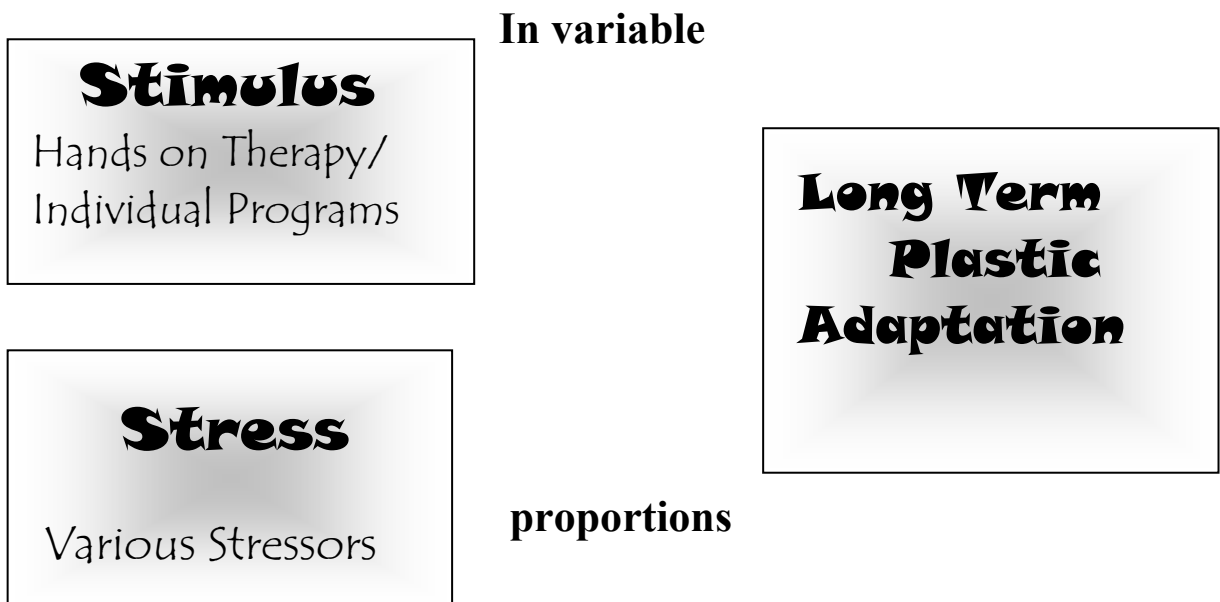 In variable
Stimulus
Hands on Therapy/
Individual Programs
Long Term
Plastic
Adaptation
Stress
Various Stressors
proportions